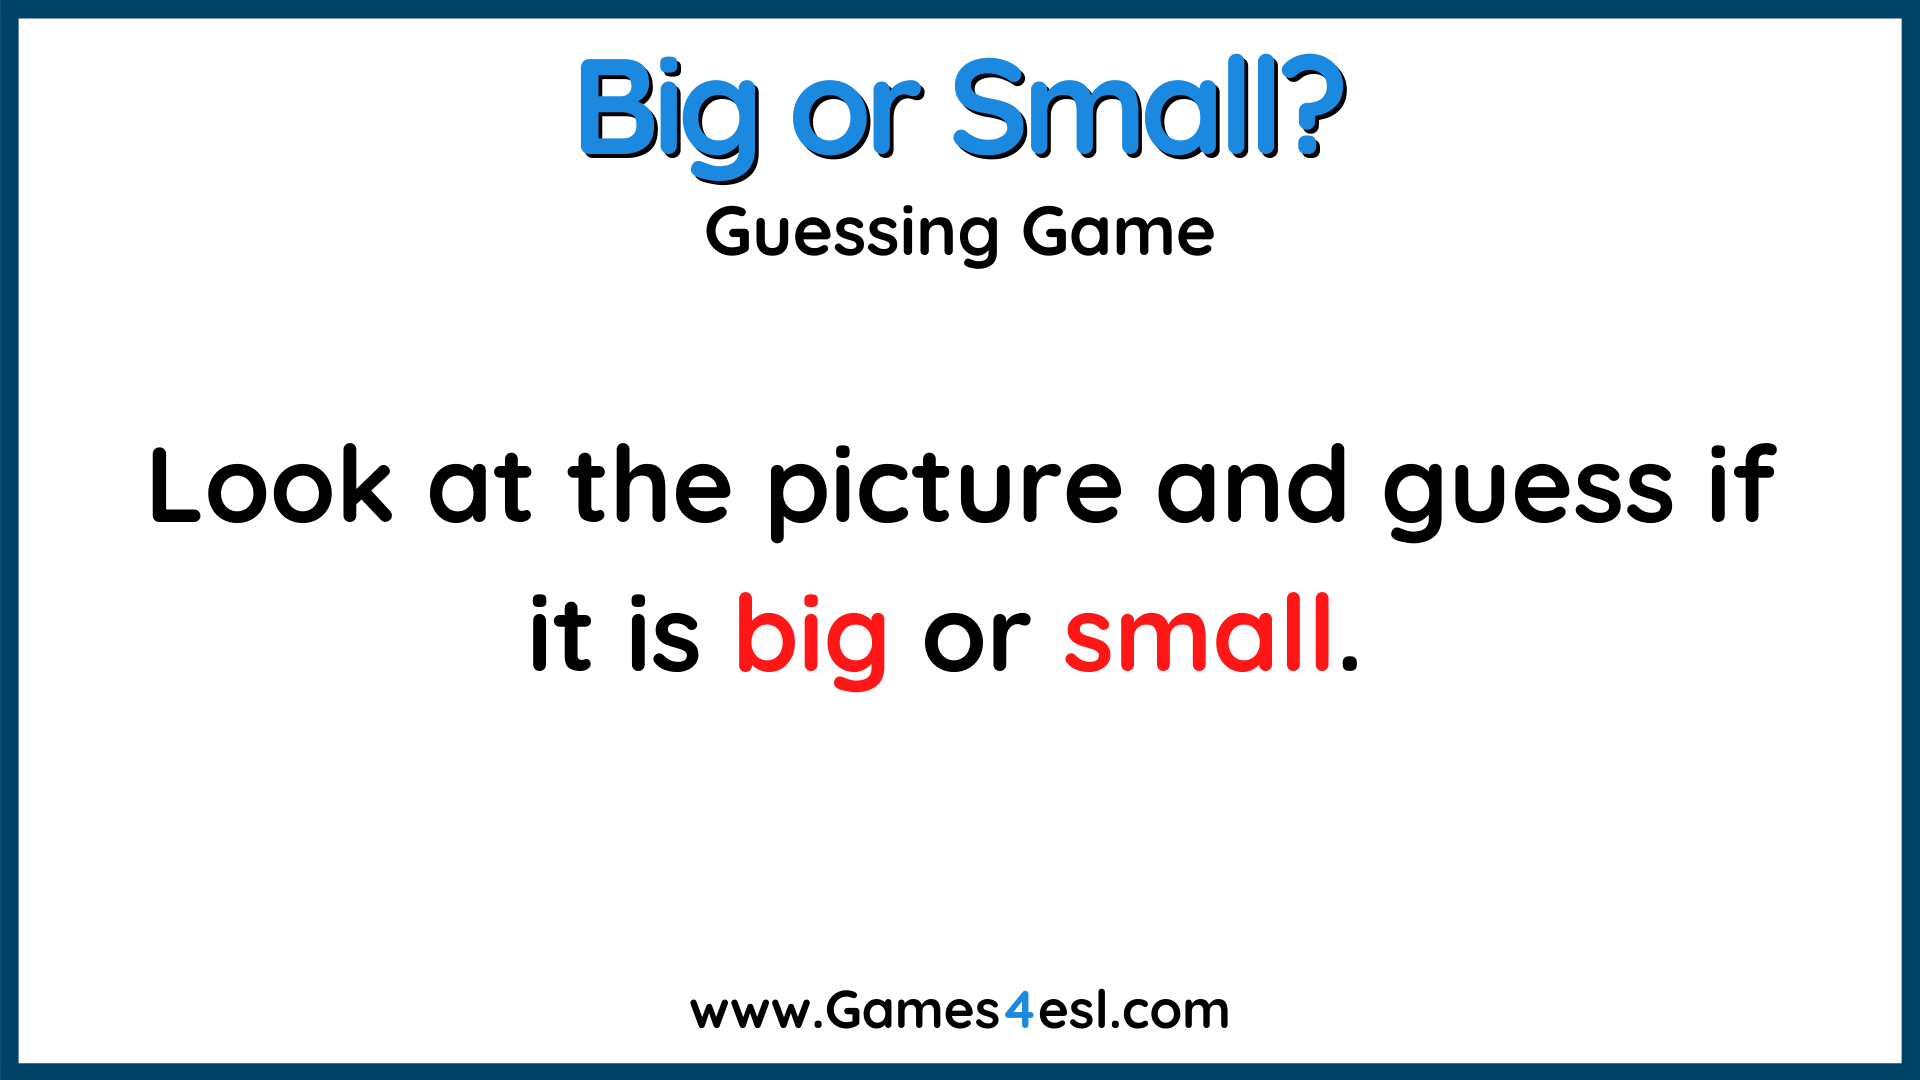 Big or Small?
Guessing Game
Look at the picture and guess if
it is big or small.
www.Games4esl.com